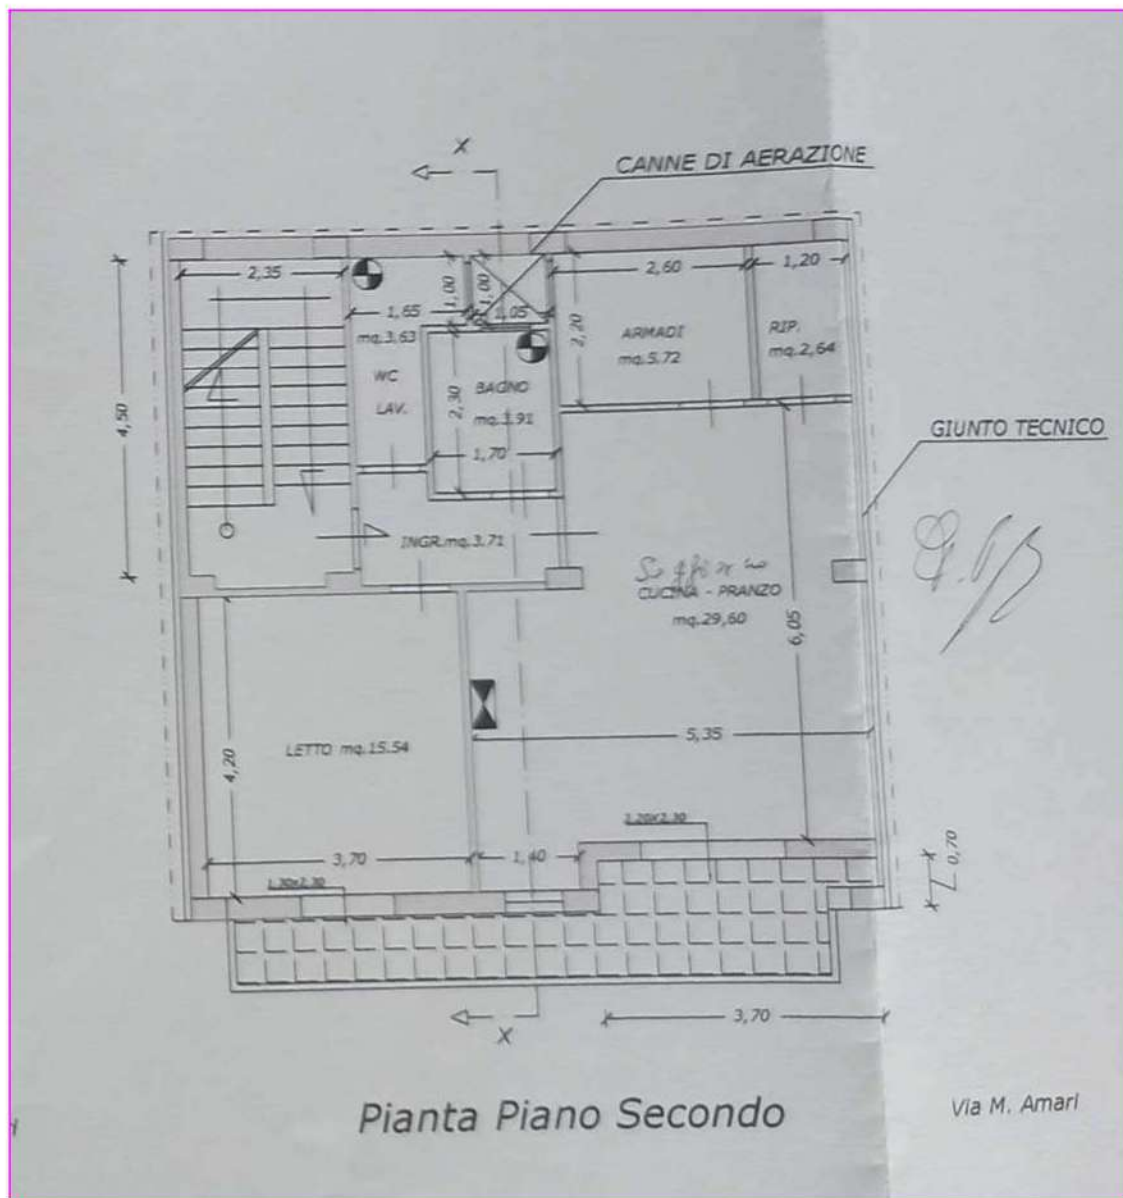 X
CANNE DI AERAZIONE
2,35
1,65
1,00
1,00
1,05
2,60
1,20
mq.3,63
2,20
ARMADI
mq.5.72
RIP.
mq.2,64
WC
LAV.
BAGNO
mq.3.91
2,30
1,70
4,50
GIUNTO TECNICO
INGR.mq.3.71
CUCINA - PRANZO
mq.29,60
6,05
LETTO mq.15.54
4,20
5,35
3,70
1,40
0,70
X
3,70
Pianta Piano Secondo
Via M. Amari